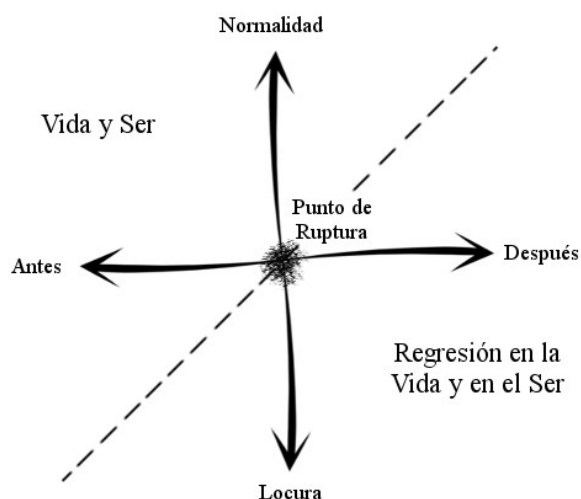 Normalidad
Vida y Ser
Punto de
Ruptura
Antes
Después
Regresión en la
Vida y en el Ser
Locura